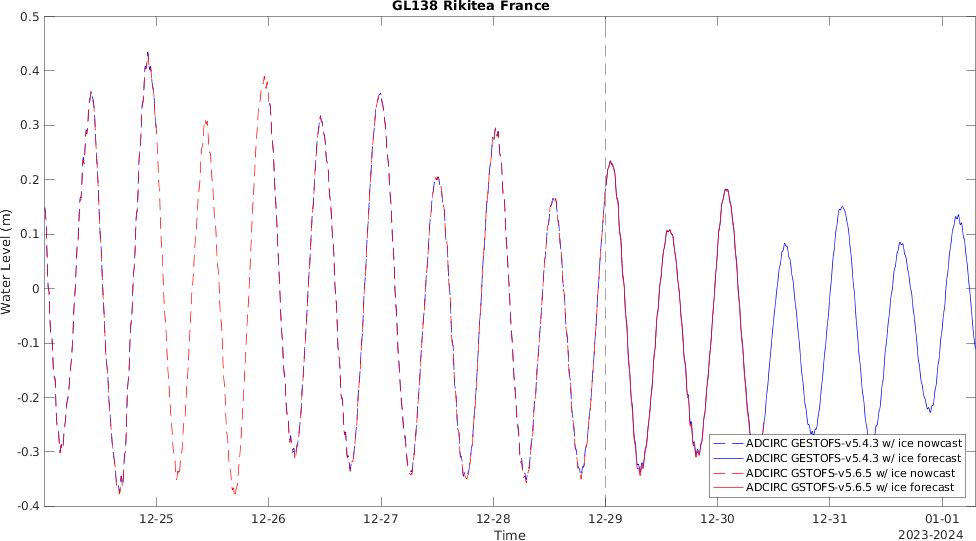 GL138 Rikitea France
0.5
0.4
0.3
0.2
0.1
0
-0.1
-0.2
-0.3
-0.4
Water Level (m)
12-25 12-26 12-27 12-28 12-29 12-30 12-31 01-01
Time
2023-2024
ADCIRC GESTOFS-v5.4.3 w/ ice nowcast
ADCIRC GESTOFS-v5.4.3 w/ ice forecast
ADCIRC GSTOFS-v5.6.5 w/ ice nowcast
ADCIRC GSTOFS-v5.6.5 w/ ice forecast